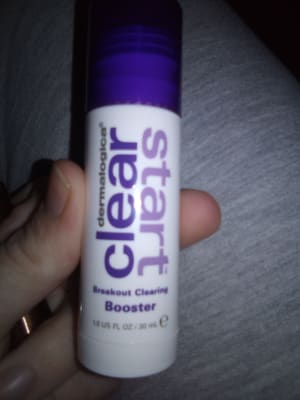 dermalogica®
clear
start
Breakout Clearing
Booster
1.0 US FL OZ / 30 mL ℮